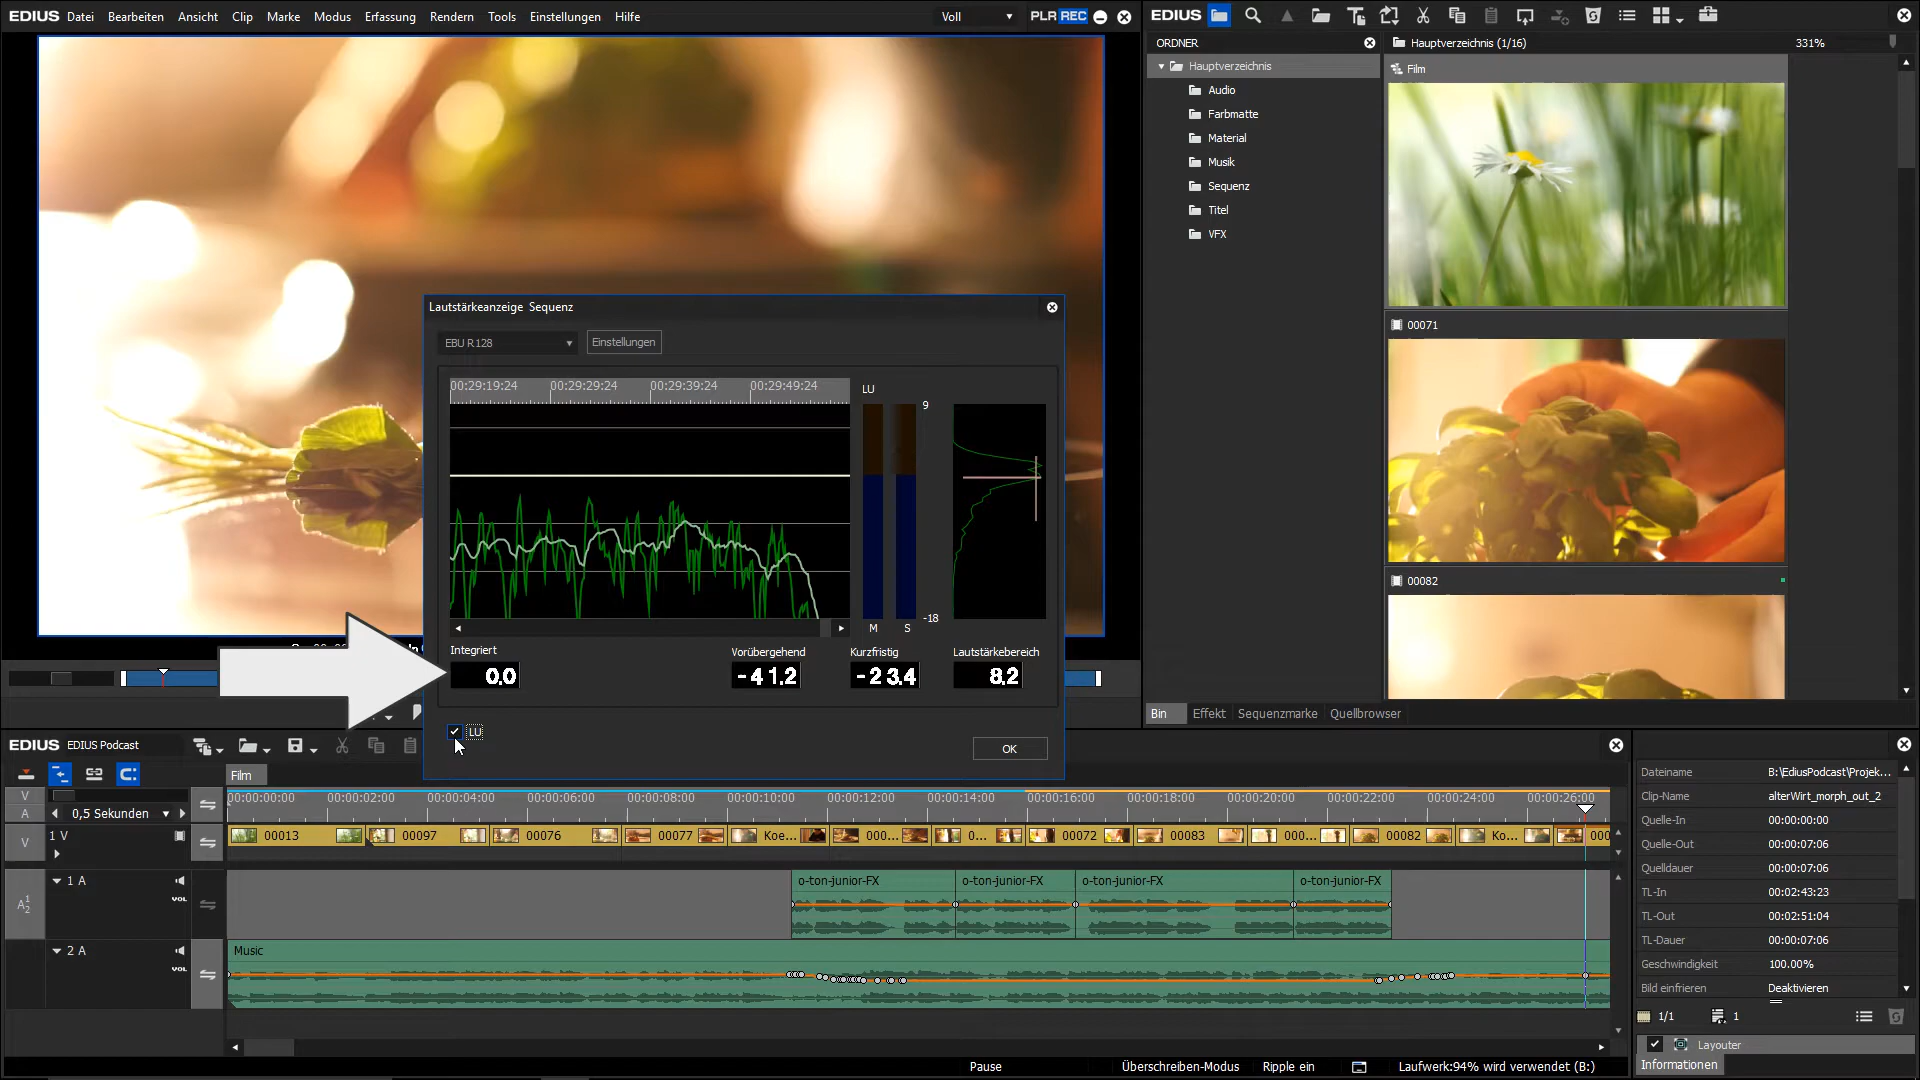 EDIUS Datei Bearbeiten Ansicht Clip Marke Modus Erfassung Rendern Tools Einstellungen Hilfe
Voll
PLR REC
EDIUS
ORDNER
Hauptverzeichnis
Audio
Farbmatte
Material
Musik
Sequenz
Titel
VFX
Hauptverzeichnis (1/16)
331%
Film
00071
00082
Bin Effekt Sequenzmarke Quellbrowser
Lautstärkeanzeige Sequenz
EBU R128
Einstellungen
00:29:19:24 00:29:29:24 00:29:39:24 00:29:49:24
LU
9
-18
M S
Integriert Vorübergehend Kurzfristig Lautstärkebereich
0.0 -41.2 -23.4 8.2
LU
OK
EDIUS EDIUS Podcast
Film
V
A
0,5 Sekunden
00:00:00:00 00:00:02:00 00:00:04:00 00:00:06:00 00:00:08:00 00:00:10:00 00:00:12:00 00:00:14:00 00:00:16:00 00:00:18:00 00:00:20:00 00:00:22:00 00:00:24:00 00:00:26:00
V
1 V
00013 00097 00076 00077 Koe... 000... 0... 00072 00083 000... 00082 Ko... 000
A 1 2
1 A
VOL
o-ton-junior-FX o-ton-junior-FX o-ton-junior-FX o-ton-junior-FX
2 A
VOL
Music
Pause Überschreiben-Modus Ripple ein Laufwerk:94% wird verwendet (B:)
Dateiname B:\EdiusPodcast\Projek...
Clip-Name alterWirt_morph_out_2
Quelle-In 00:00:00:00
Quelle-Out 00:00:07:06
Quelldauer 00:00:07:06
TL-In 00:02:43:23
TL-Out 00:02:51:04
TL-Dauer 00:00:07:06
Geschwindigkeit 100.00%
Bild einfrieren Deaktivieren
1/1 1
Layouter
Informationen